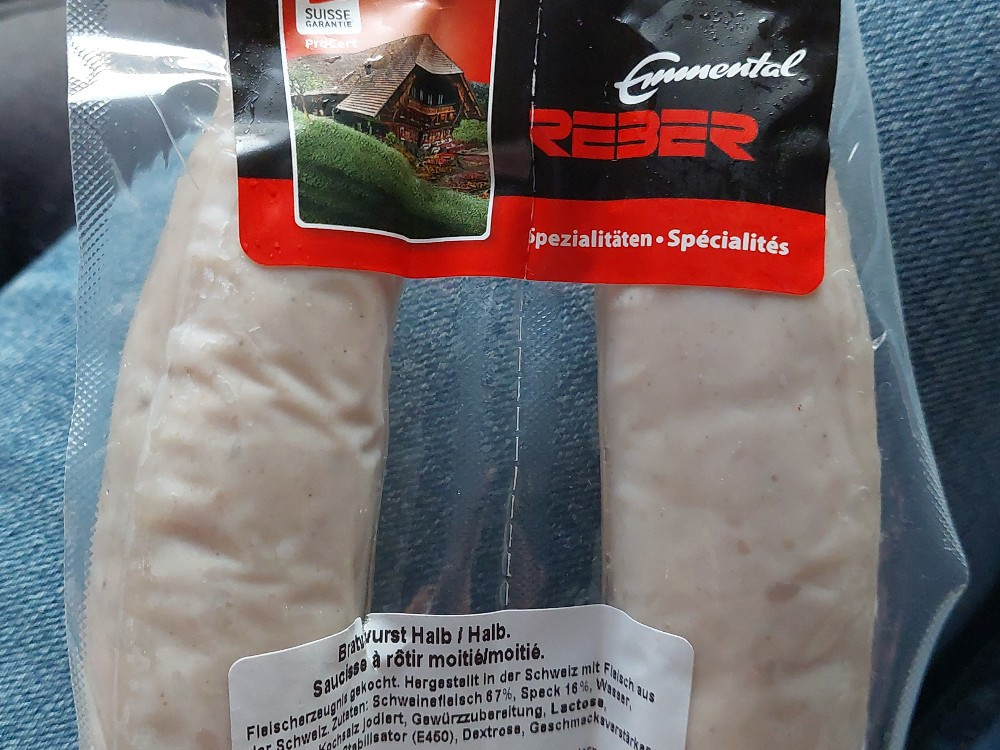 SUISSE
GARANTIE
ProCert
Emmental
REBER
Spezialitäten • Spécialités
Bratwurst Halb / Halb.
Saucisse à rôtir moitié/moitié.
Fleischerzeugnis gekocht. Hergestellt in der Schweiz mit Fleisch aus
der Schweiz. Zutaten: Schweinefleisch 67%, Speck 16%, Wasser,
Kochsalz jodiert, Gewürzzubereitung, Lactose,
Stabilisator (E450), Dextrose,